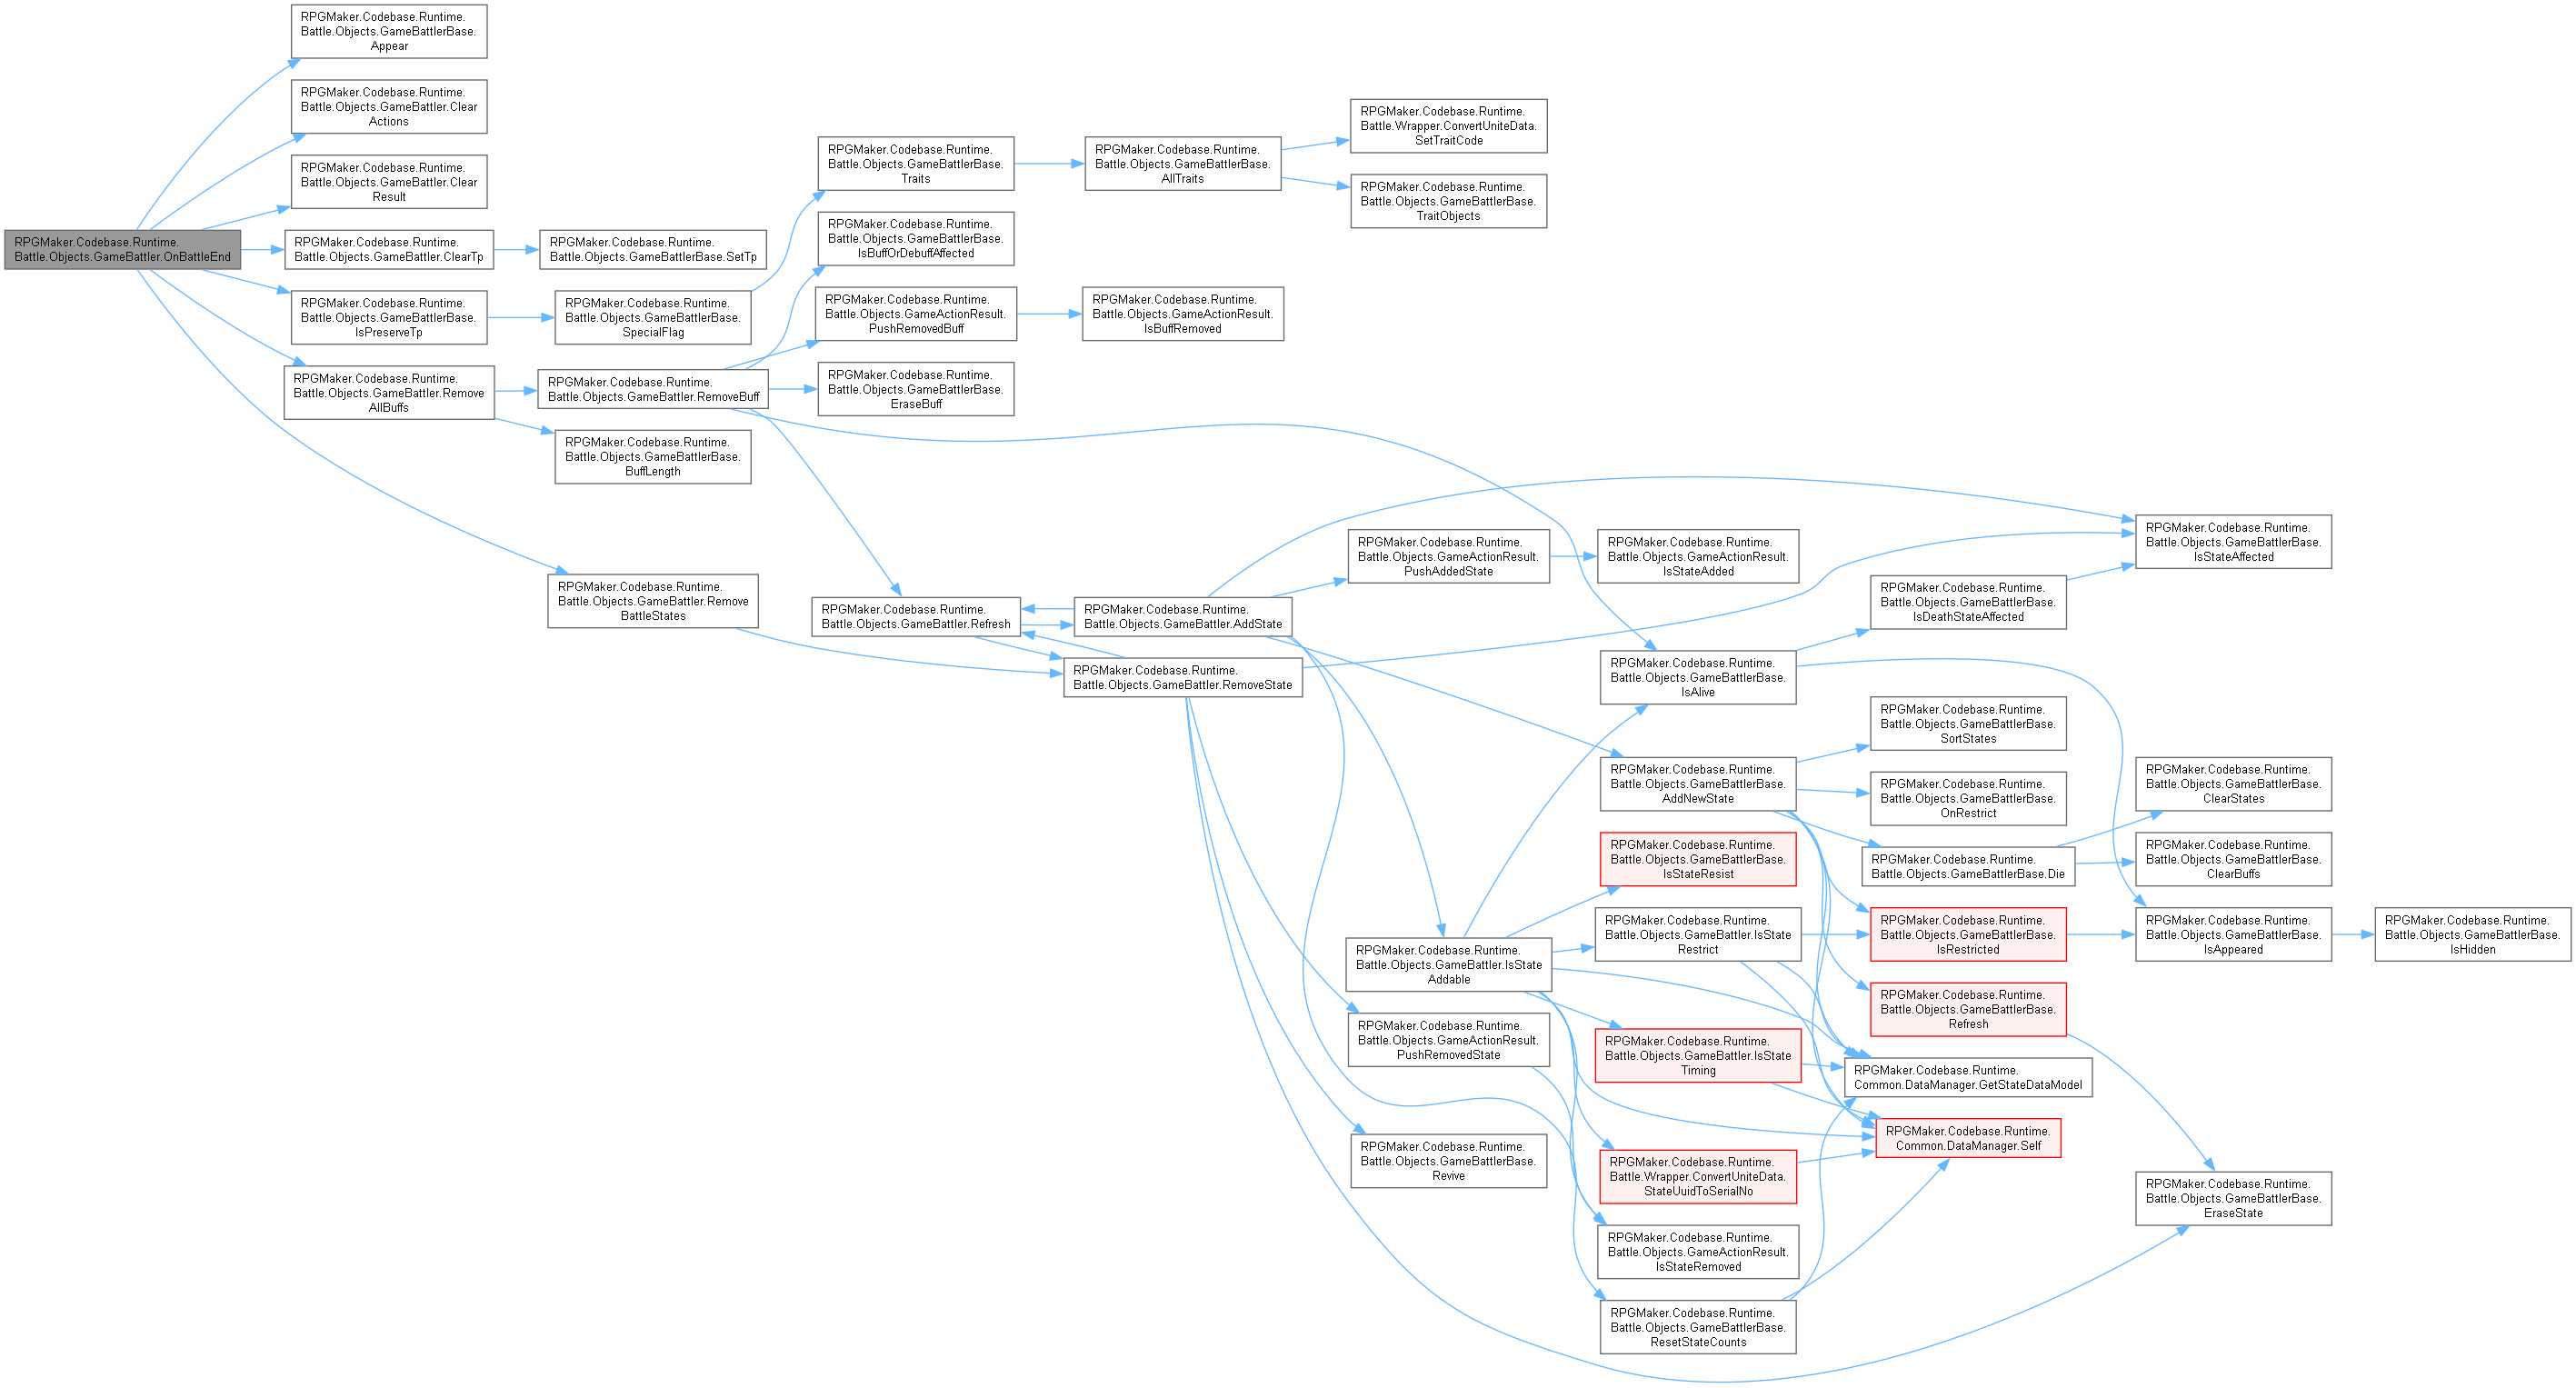 RPGMaker.Codebase.Runtime.
Battle.Objects.GameBattler.OnBattleEnd
RPGMaker.Codebase.Runtime.
Battle.Objects.GameBattlerBase.
Appear
RPGMaker.Codebase.Runtime.
Battle.Objects.GameBattler.Clear
Actions
RPGMaker.Codebase.Runtime.
Battle.Objects.GameBattler.Clear
Result
RPGMaker.Codebase.Runtime.
Battle.Objects.GameBattler.ClearTp
RPGMaker.Codebase.Runtime.
Battle.Objects.GameBattlerBase.
IsPreserveTp
RPGMaker.Codebase.Runtime.
Battle.Objects.GameBattler.Remove
AllBuffs
RPGMaker.Codebase.Runtime.
Battle.Objects.GameBattlerBase.SetTp
RPGMaker.Codebase.Runtime.
Battle.Objects.GameBattlerBase.
SpecialFlag
RPGMaker.Codebase.Runtime.
Battle.Objects.GameBattler.RemoveBuff
RPGMaker.Codebase.Runtime.
Battle.Objects.GameBattlerBase.
BuffLength
RPGMaker.Codebase.Runtime.
Battle.Objects.GameBattler.Remove
BattleStates
RPGMaker.Codebase.Runtime.
Battle.Objects.GameBattlerBase.
Traits
RPGMaker.Codebase.Runtime.
Battle.Objects.GameBattlerBase.
IsBuffOrDebuffAffected
RPGMaker.Codebase.Runtime.
Battle.Objects.GameActionResult.
PushRemovedBuff
RPGMaker.Codebase.Runtime.
Battle.Objects.GameBattlerBase.
EraseBuff
RPGMaker.Codebase.Runtime.
Battle.Objects.GameBattler.Refresh
RPGMaker.Codebase.Runtime.
Battle.Objects.GameBattlerBase.
AllTraits
RPGMaker.Codebase.Runtime.
Battle.Objects.GameActionResult.
IsBuffRemoved
RPGMaker.Codebase.Runtime.
Battle.Objects.GameBattler.AddState
RPGMaker.Codebase.Runtime.
Battle.Objects.GameBattler.RemoveState
RPGMaker.Codebase.Runtime.
Battle.Wrapper.ConvertUniteData.
SetTraitCode
RPGMaker.Codebase.Runtime.
Battle.Objects.GameBattlerBase.
TraitObjects
RPGMaker.Codebase.Runtime.
Battle.Objects.GameActionResult.
PushAddedState
RPGMaker.Codebase.Runtime.
Battle.Objects.GameBattler.IsState
Addable
RPGMaker.Codebase.Runtime.
Battle.Objects.GameActionResult.
PushRemovedState
RPGMaker.Codebase.Runtime.
Battle.Objects.GameBattlerBase.
Revive
RPGMaker.Codebase.Runtime.
Battle.Objects.GameActionResult.
IsStateAdded
RPGMaker.Codebase.Runtime.
Battle.Objects.GameBattlerBase.
IsAlive
RPGMaker.Codebase.Runtime.
Battle.Objects.GameBattlerBase.
AddNewState
RPGMaker.Codebase.Runtime.
Battle.Objects.GameBattlerBase.
IsStateResist
RPGMaker.Codebase.Runtime.
Battle.Objects.GameBattler.IsState
Restrict
RPGMaker.Codebase.Runtime.
Battle.Objects.GameBattler.IsState
Timing
RPGMaker.Codebase.Runtime.
Battle.Wrapper.ConvertUniteData.
StateUuidToSerialNo
RPGMaker.Codebase.Runtime.
Battle.Objects.GameActionResult.
IsStateRemoved
RPGMaker.Codebase.Runtime.
Battle.Objects.GameBattlerBase.
ResetStateCounts
RPGMaker.Codebase.Runtime.
Battle.Objects.GameBattlerBase.
IsDeathStateAffected
RPGMaker.Codebase.Runtime.
Battle.Objects.GameBattlerBase.
SortStates
RPGMaker.Codebase.Runtime.
Battle.Objects.GameBattlerBase.
OnRestrict
RPGMaker.Codebase.Runtime.
Battle.Objects.GameBattlerBase.Die
RPGMaker.Codebase.Runtime.
Battle.Objects.GameBattlerBase.
IsRestricted
RPGMaker.Codebase.Runtime.
Battle.Objects.GameBattlerBase.
Refresh
RPGMaker.Codebase.Runtime.
Common.DataManager.GetStateDataModel
RPGMaker.Codebase.Runtime.
Common.DataManager.Self
RPGMaker.Codebase.Runtime.
Battle.Objects.GameBattlerBase.
IsStateAffected
RPGMaker.Codebase.Runtime.
Battle.Objects.GameBattlerBase.
ClearStates
RPGMaker.Codebase.Runtime.
Battle.Objects.GameBattlerBase.
ClearBuffs
RPGMaker.Codebase.Runtime.
Battle.Objects.GameBattlerBase.
IsAppeared
RPGMaker.Codebase.Runtime.
Battle.Objects.GameBattlerBase.
EraseState
RPGMaker.Codebase.Runtime.
Battle.Objects.GameBattlerBase.
IsHidden